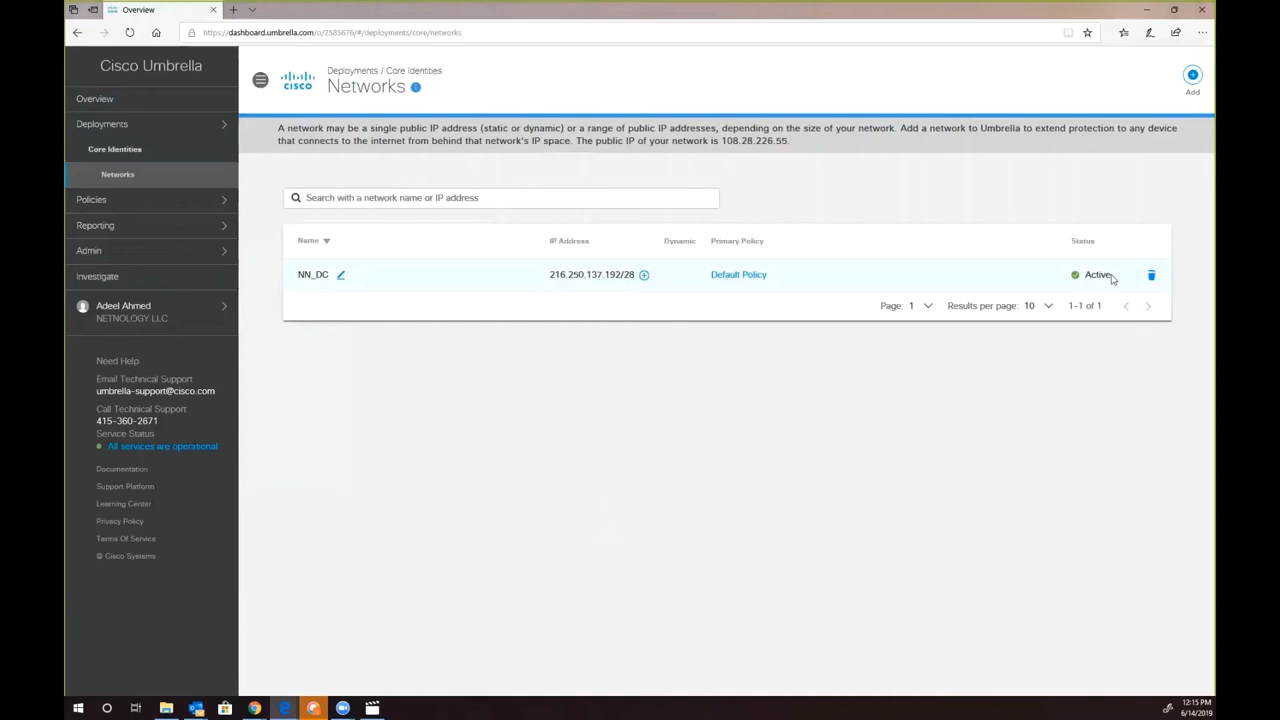 Overview
https://dashboard.umbrella.com/o/2585676/#/deployments/core/networks
Cisco Umbrella
Overview
Deployments
Core Identities
Networks
Policies
Reporting
Admin
Investigate
Adeel Ahmed
NETNOLOGY LLC
Need Help
Email Technical Support
umbrella-support@cisco.com
Call Technical Support
415-360-2671
Service Status
All services are operational
Documentation
Support Platform
Learning Center
Privacy Policy
Terms Of Service
© Cisco Systems
CISCO
Deployments / Core Identities
Networks
Add
A network may be a single public IP address (static or dynamic) or a range of public IP addresses, depending on the size of your network. Add a network to Umbrella to extend protection to any device
that connects to the internet from behind that network's IP space. The public IP of your network is 108.28.226.55.
Search with a network name or IP address
Name IP Address Dynamic Primary Policy Status
NN_DC 216.250.137.192/28 Default Policy Active
Page: 1 Results per page: 10 1-1 of 1
12:15 PM
6/14/2019